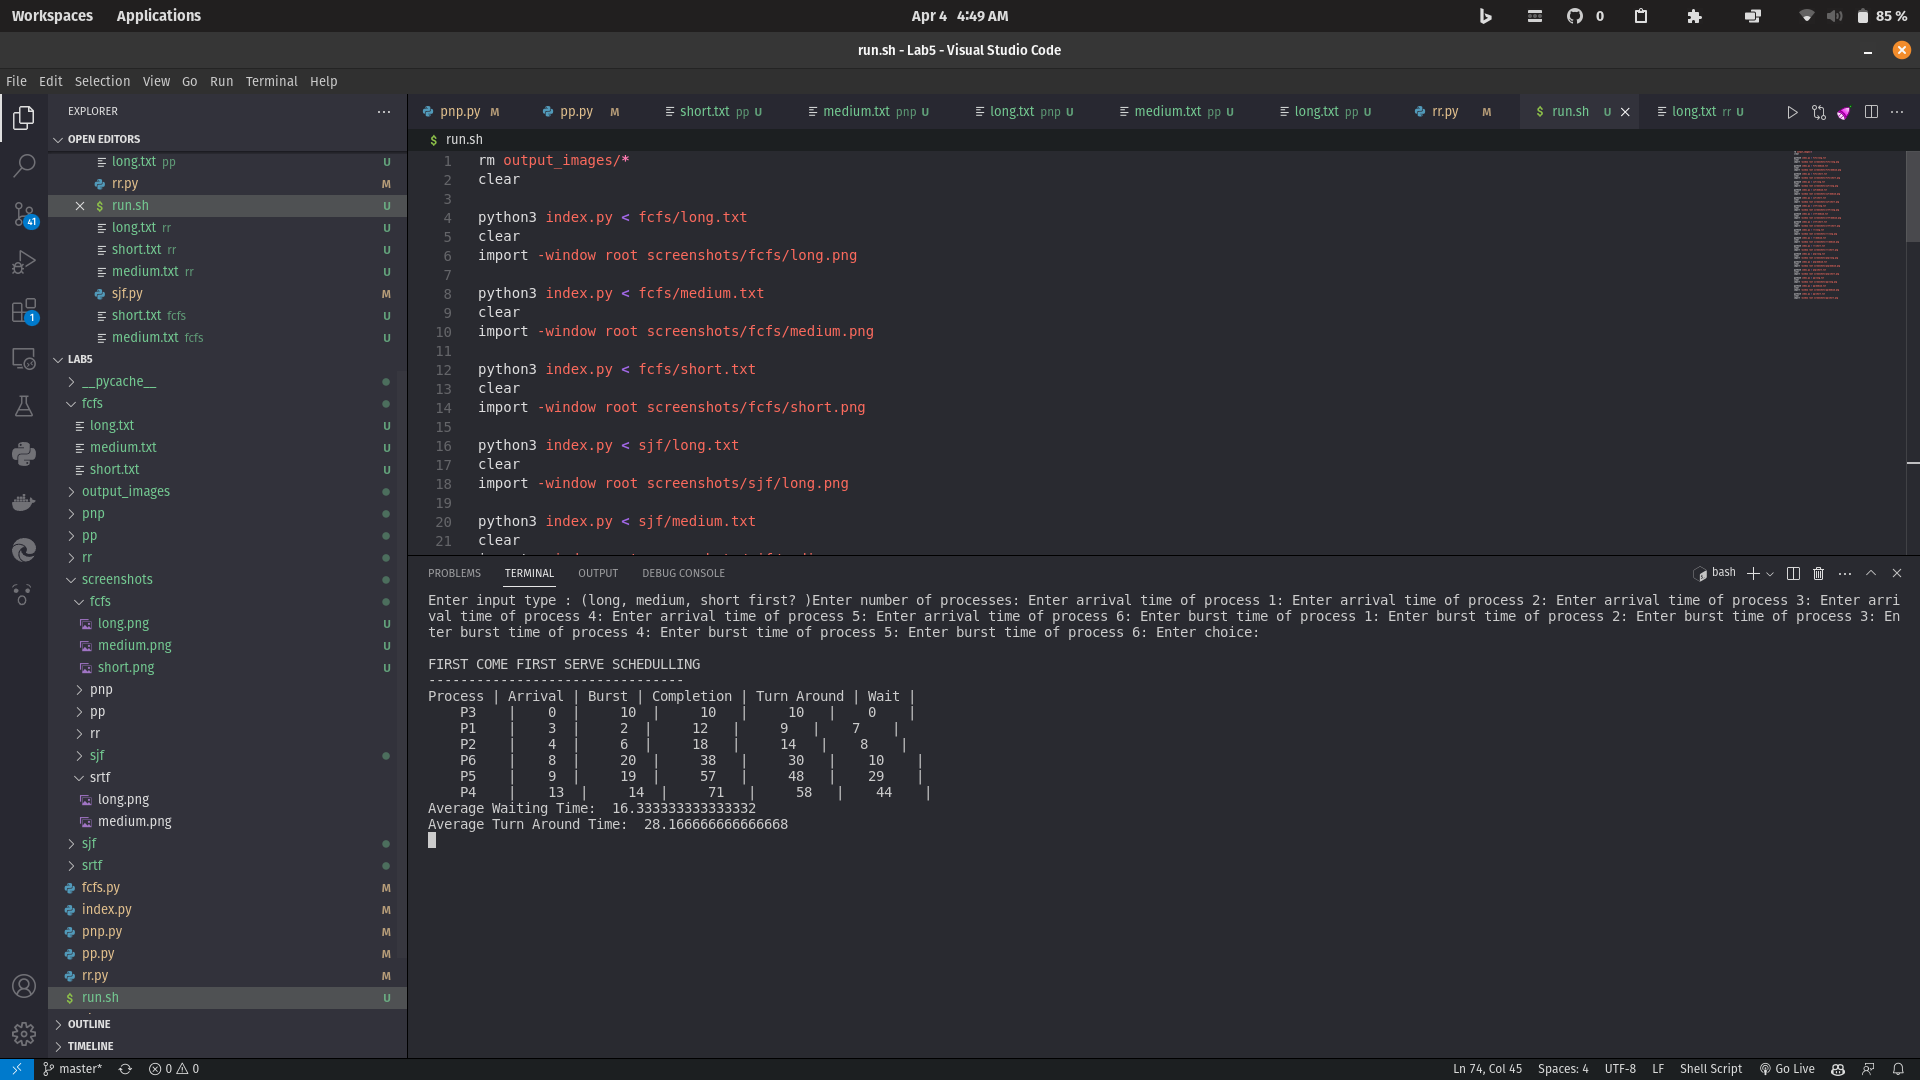 Workspaces Applications Apr 4 4:49 AM 0 85 %
run.sh - Lab5 - Visual Studio Code
File Edit Selection View Go Run Terminal Help
EXPLORER
OPEN EDITORS
long.txt pp U
rr.py M
$ run.sh U
long.txt rr U
short.txt rr U
medium.txt rr U
sjf.py M
short.txt fcfs U
medium.txt fcfs U
LAB5
__pycache__
fcfs
long.txt U
medium.txt U
short.txt U
output_images
pnp
pp
rr
screenshots
fcfs
long.png U
medium.png U
short.png U
pnp
pp
rr
sjf
srtf
long.png
medium.png
sjf
srtf
fcfs.py M
index.py M
pnp.py M
pp.py M
rr.py M
$ run.sh U
OUTLINE
TIMELINE
41
1
pnp.py M pp.py M short.txt pp U medium.txt pnp U long.txt pnp U medium.txt pp U long.txt pp U rr.py M $ run.sh U long.txt rr U
$ run.sh
1 rm output_images/*
2 clear
3
4 python3 index.py < fcfs/long.txt
5 clear
6 import -window root screenshots/fcfs/long.png
7
8 python3 index.py < fcfs/medium.txt
9 clear
10 import -window root screenshots/fcfs/medium.png
11
12 python3 index.py < fcfs/short.txt
13 clear
14 import -window root screenshots/fcfs/short.png
15
16 python3 index.py < sjf/long.txt
17 clear
18 import -window root screenshots/sjf/long.png
19
20 python3 index.py < sjf/medium.txt
21 clear
PROBLEMS TERMINAL OUTPUT DEBUG CONSOLE bash
Enter input type : (long, medium, short first? )Enter number of processes: Enter arrival time of process 1: Enter arrival time of process 2: Enter arrival time of process 3: Enter arri
val time of process 4: Enter arrival time of process 5: Enter arrival time of process 6: Enter burst time of process 1: Enter burst time of process 2: Enter burst time of process 3: En
ter burst time of process 4: Enter burst time of process 5: Enter burst time of process 6: Enter choice:
FIRST COME FIRST SERVE SCHEDULLING
--------------------------------
Process | Arrival | Burst | Completion | Turn Around | Wait |
P3 | 0 | 10 | 10 | 10 | 0 |
P1 | 3 | 2 | 12 | 9 | 7 |
P2 | 4 | 6 | 18 | 14 | 8 |
P6 | 8 | 20 | 38 | 30 | 10 |
P5 | 9 | 19 | 57 | 48 | 29 |
P4 | 13 | 14 | 71 | 58 | 44 |
Average Waiting Time: 16.333333333333332
Average Turn Around Time: 28.166666666666668
master* 0 0 Ln 74, Col 45 Spaces: 4 UTF-8 LF Shell Script Go Live